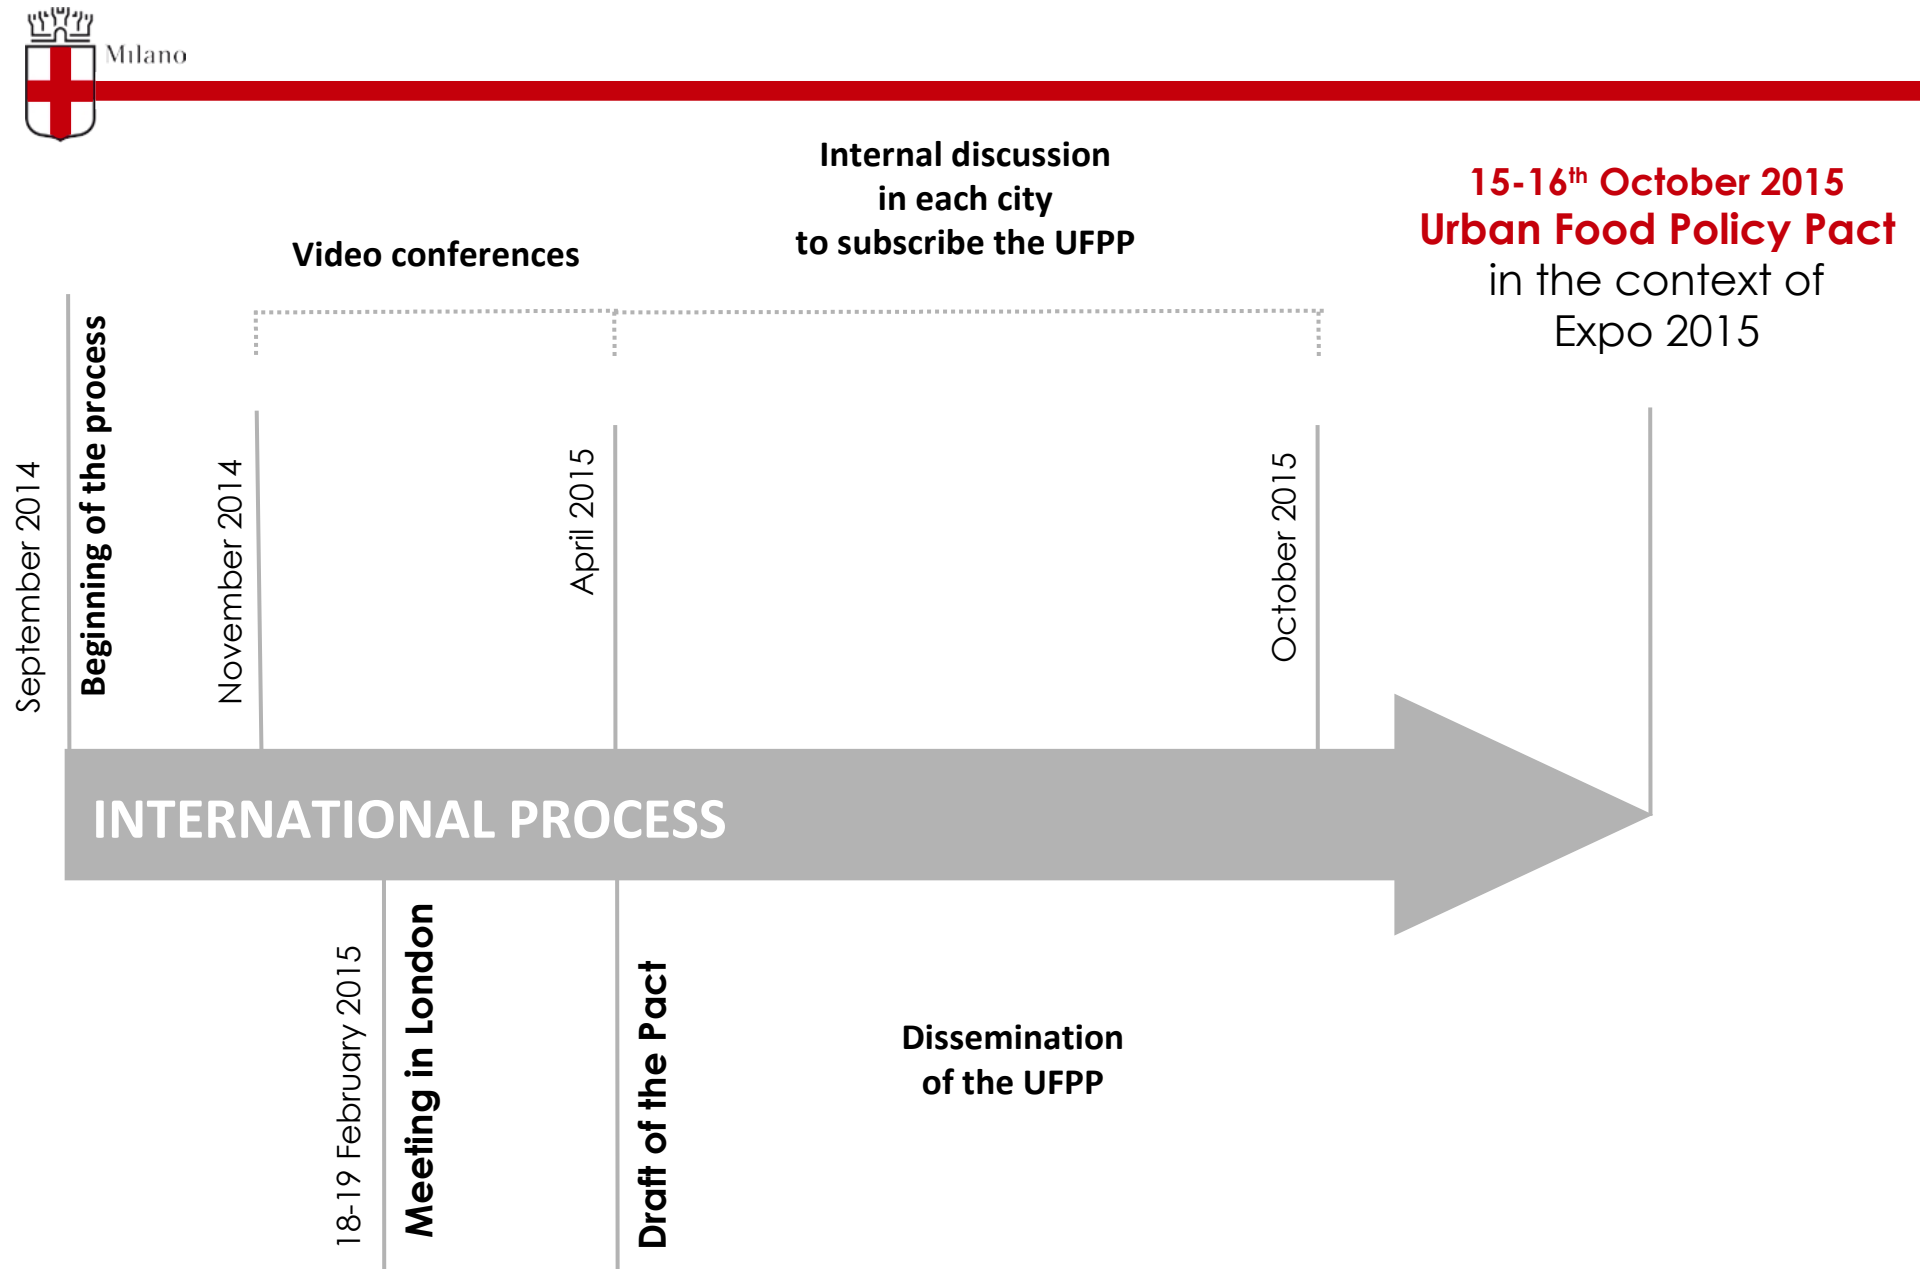 Milano
Internal discussion
in each city
to subscribe the UFPP
15-16th October 2015
Urban Food Policy Pact
in the context of
Expo 2015
Video conferences
September 2014
Beginning of the process
November 2014
April 2015
October 2015
INTERNATIONAL PROCESS
18-19 February 2015
Meeting in London
Draft of the Pact
Dissemination
of the UFPP